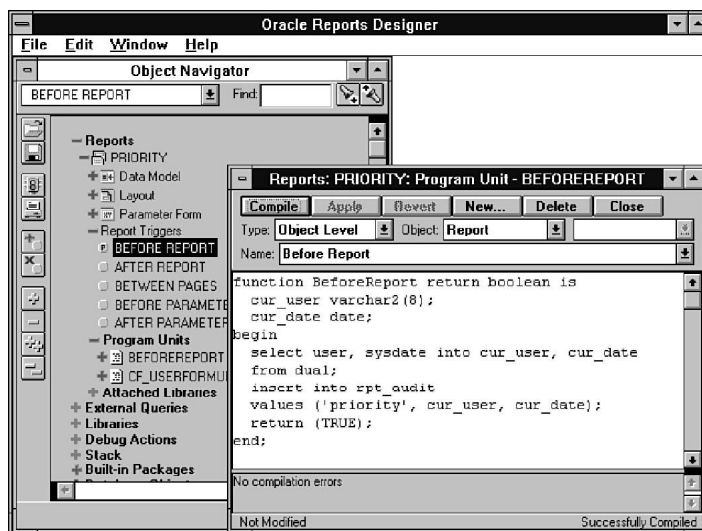 Oracle Reports Designer
File Edit Window Help
Object Navigator
BEFORE REPORT Find:
Reports
PRIORITY
Data Model
Layout
Parameter Form
Report Triggers
BEFORE REPORT
AFTER REPORT
BETWEEN PAGES
BEFORE PARAMETE
AFTER PARAMETER
Program Units
BEFOREREPORT
CF_USERFORMU
Attached Libraries
External Queries
Libraries
Debug Actions
Stack
Built-in Packages
Reports: PRIORITY: Program Unit - BEFOREREPORT
Compile Apply Revert New... Delete Close
Type: Object Level Object: Report
Name: Before Report
function BeforeReport return boolean is
cur_user varchar2(8);
cur_date date;
begin
select user, sysdate into cur_user, cur_date
from dual;
insert into rpt_audit
values ('priority', cur_user, cur_date);
return (TRUE);
end;
No compilation errors
Not Modified Successfully Compiled